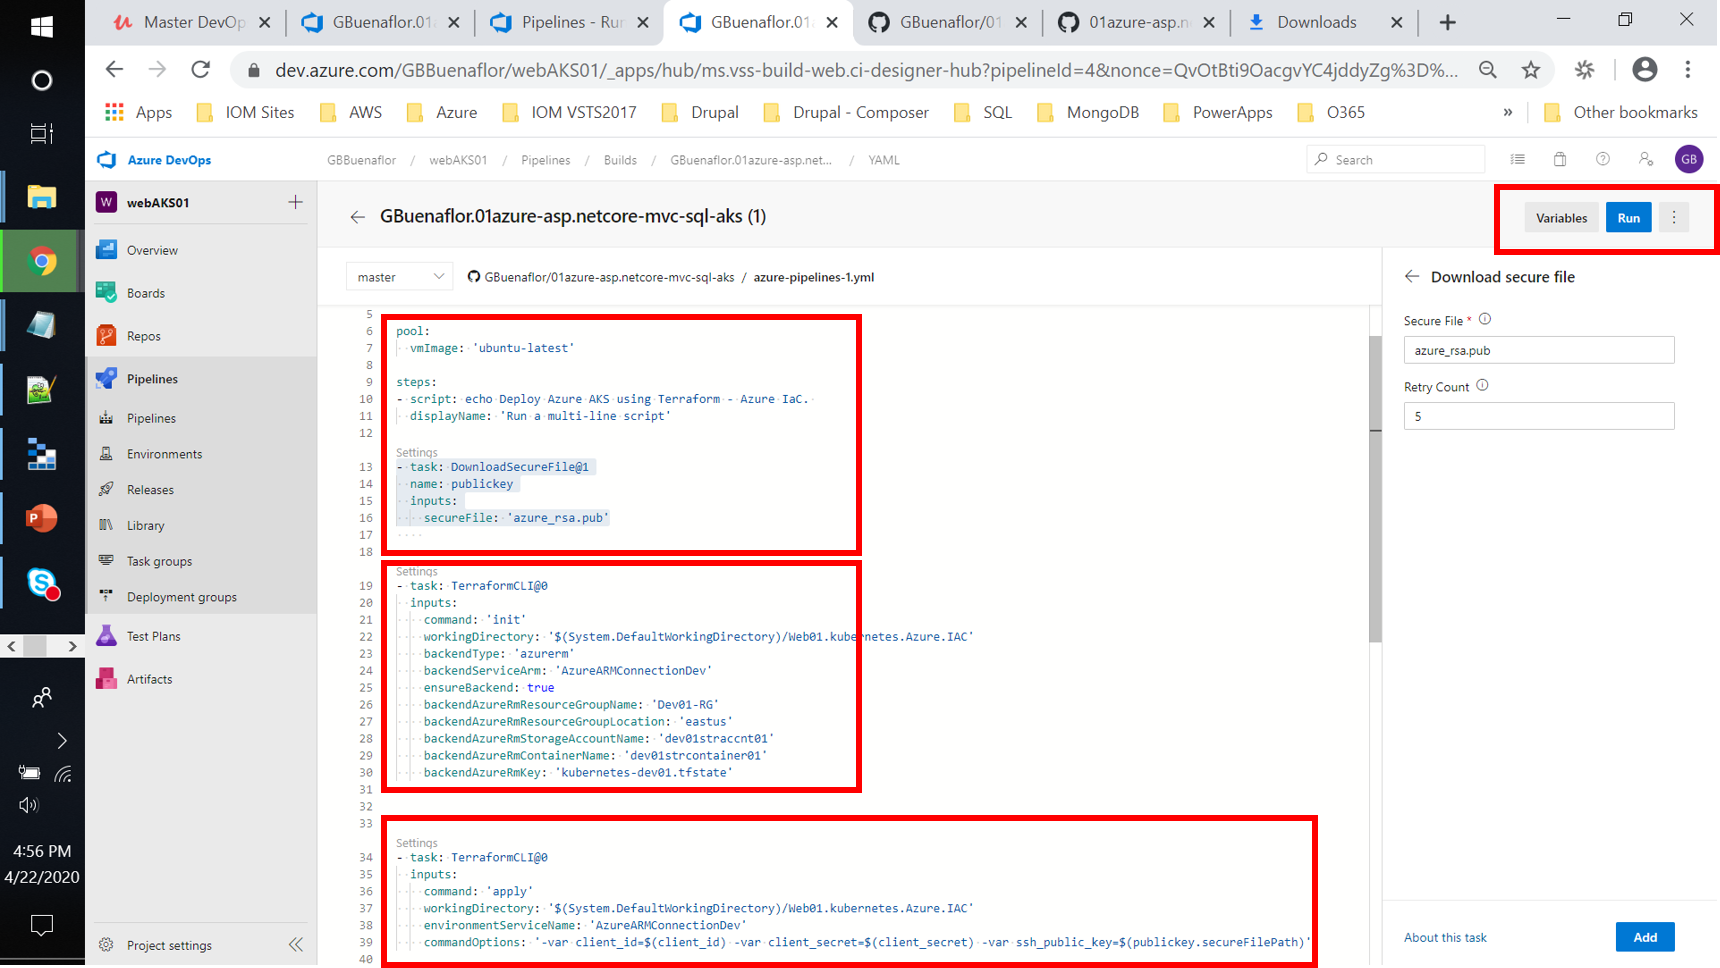 Master DevOp
GBuenaflor.01a
Pipelines - Run
GBuenaflor.01a
GBuenaflor/01
01azure-asp.n
Downloads
dev.azure.com/GBBuenaflor/webAKS01/_apps/hub/ms.vss-build-web.ci-designer-hub?pipelineId=4&nonce=QvOtBti9OacgvYC4jddyZg%3D%...
Apps IOM Sites AWS Azure IOM VSTS2017 Drupal Drupal - Composer SQL MongoDB PowerApps O365 » Other bookmarks
Azure DevOps
GBBuenaflor / webAKS01 / Pipelines / Builds / GBuenaflor.01azure-asp.net... / YAML
Search
GB
W webAKS01
Overview
Boards
Repos
Pipelines
Pipelines
Environments
Releases
Library
Task groups
Deployment groups
Test Plans
Artifacts
Project settings
4:56 PM
4/22/2020
GBuenaflor.01azure-asp.netcore-mvc-sql-aks (1)
Variables Run
master GBuenaflor/01azure-asp.netcore-mvc-sql-aks / azure-pipelines-1.yml
5
6 pool:
7 vmImage: 'ubuntu-latest'
8
9 steps:
10 - script: echo Deploy Azure AKS using Terraform - Azure IaC.
11 displayName: 'Run a multi-line script'
12
Settings
13 - task: DownloadSecureFile@1
14 name: publickey
15 inputs:
16 secureFile: 'azure_rsa.pub'
17
18
Settings
19 - task: TerraformCLI@0
20 inputs:
21 command: 'init'
22 workingDirectory: '$(System.DefaultWorkingDirectory)/Web01.kubernetes.Azure.IAC'
23 backendType: 'azurerm'
24 backendServiceArm: 'AzureARMConnectionDev'
25 ensureBackend: true
26 backendAzureRmResourceGroupName: 'Dev01-RG'
27 backendAzureRmResourceGroupLocation: 'eastus'
28 backendAzureRmStorageAccountName: 'dev01straccnt01'
29 backendAzureRmContainerName: 'dev01strcontainer01'
30 backendAzureRmKey: 'kubernetes-dev01.tfstate'
31
32
33
Settings
34 - task: TerraformCLI@0
35 inputs:
36 command: 'apply'
37 workingDirectory: '$(System.DefaultWorkingDirectory)/Web01.kubernetes.Azure.IAC'
38 environmentServiceName: 'AzureARMConnectionDev'
39 commandOptions: '-var client_id=$(client_id) -var client_secret=$(client_secret) -var ssh_public_key=$(publickey.secureFilePath)'
40
Download secure file
Secure File *
azure_rsa.pub
Retry Count
5
About this task
Add